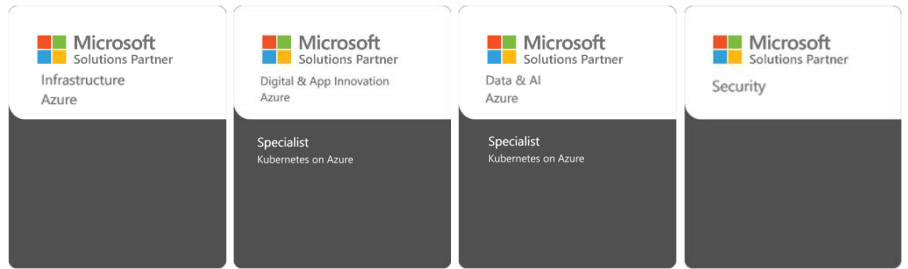 Microsoft
Solutions Partner
Infrastructure
Azure
Microsoft
Solutions Partner
Digital & App Innovation
Azure
Specialist
Kubernetes on Azure
Microsoft
Solutions Partner
Data & AI
Azure
Specialist
Kubernetes on Azure
Microsoft
Solutions Partner
Security